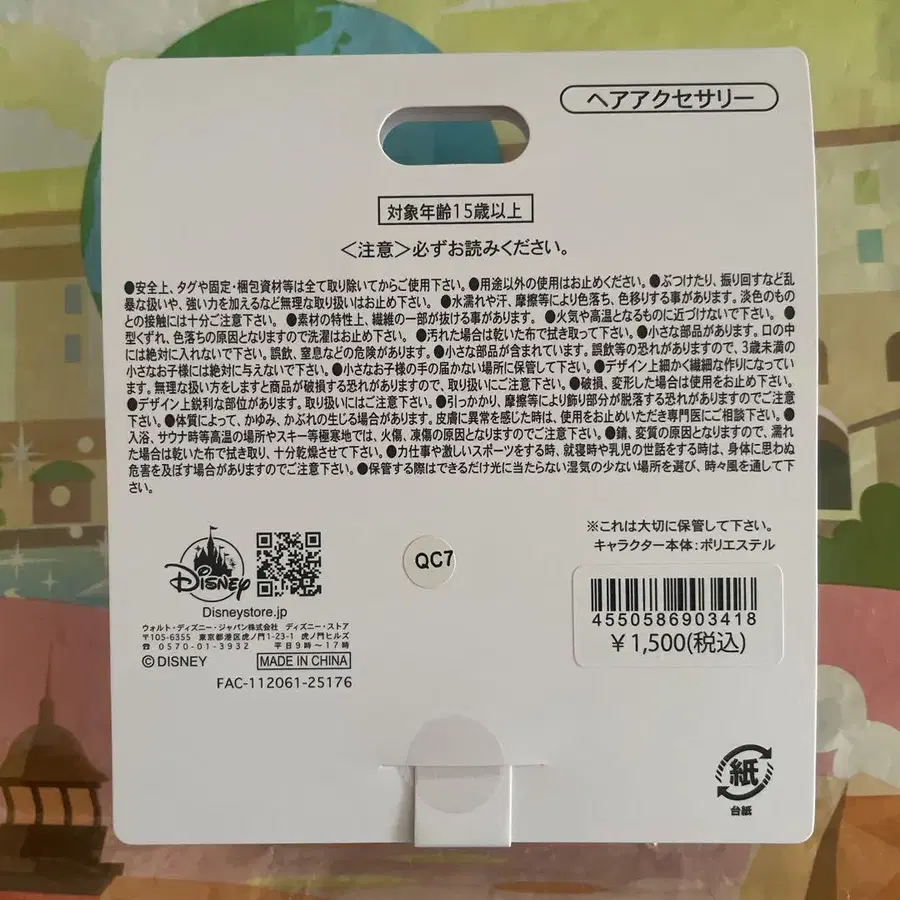 ヘアアクセサリー
対象年齢15歳以上
＜注意＞必ずお読みください。
●安全上、タグや固定・梱包資材等は全て取り除いてからご使用下さい。●用途以外の使用はお止めください。●ぶつけたり、振り回すなど乱
暴な扱いや、強い力を加えるなど無理な取り扱いはお止め下さい。●水濡れや汗、摩擦等により色落ち、色移りする事があります。淡色のもの
との接触には十分ご注意下さい。●素材の特性上、繊維の一部が抜ける事があります。●火気や高温となるものに近づけないで下さい。●
型くずれ、色落ちの原因となりますので洗濯はお止め下さい。●汚れた場合は乾いた布で拭き取って下さい。●小さな部品があります。口の中
には絶対に入れないで下さい。誤飲、窒息などの危険があります。●小さな部品が含まれています。誤飲等の恐れがありますので、3歳未満の
小さなお子様には絶対に与えないで下さい。●小さなお子様の手の届かない場所に保管して下さい。●デザイン上細かく繊細な作りになってい
ます。無理な扱い方をしますと商品が破損する恐れがありますので、取り扱いにご注意下さい。●破損、変形した場合は使用をお止め下さい。
●デザイン上鋭利な部位があります。取り扱いにはご注意下さい。●引っかかり、摩擦等により飾り部分が脱落する恐れがありますのでご注意
下さい。●体質によって、かゆみ、かぶれの生じる場合があります。皮膚に異常を感じた時は、使用をお止めいただき専門医にご相談下さい。●
入浴、サウナ時等高温の場所やスキー等極寒地では、火傷、凍傷の原因となりますのでご注意下さい。●錆、変質の原因となりますので、濡れ
た場合は乾いた布で拭き取り、十分乾燥させて下さい。●力仕事や激しいスポーツをする時、就寝時や乳児の世話をする時は、身体に思わぬ
危害を及ぼす場合がありますのでご注意下さい。●保管する際はできるだけ光に当たらない湿気の少ない場所を選び、時々風を通して下
さい。
※これは大切に保管して下さい。
キャラクター本体：ポリエステル
QC7
Disney
Disneystore.jp
ウォルト・ディズニー・ジャパン株式会社 ディズニー・ストア
〒105-6355 東京都港区虎ノ門1-23-1 虎ノ門ヒルズ
☎0570-01-3932 平日9時～17時
©DISNEY MADE IN CHINA
FAC-112061-25176
4550586903418
￥1,500(税込)
紙
台紙